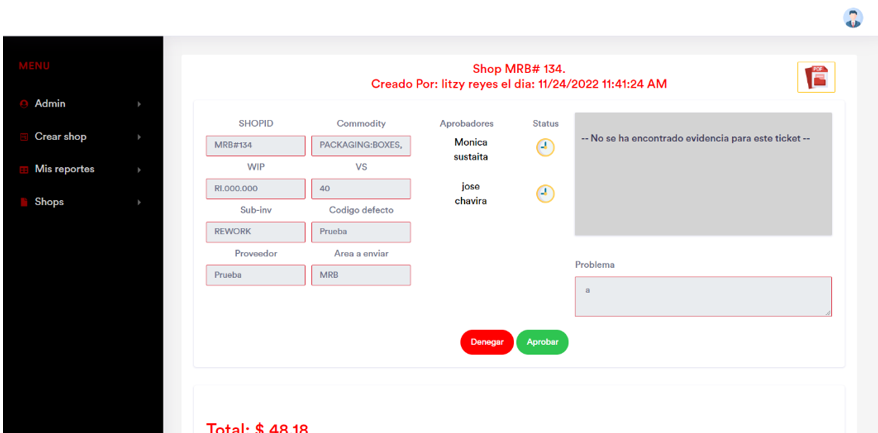 Shop MRB# 134.
Creado Por: litzy reyes el dia: 11/24/2022 11:41:24 AM
PDF
MENU
Admin
Crear shop
Mis reportes
Shops
SHOPID
Commodity
MRB#134
PACKAGING:BOXES,
WIP
VS
RI.000.000
40
Sub-inv
Codigo defecto
REWORK
Prueba
Proveedor
Area a enviar
Prueba
MRB
Aprobadores
Status
Monica
sustaita
jose
chavira
-- No se ha encontrado evidencia para este ticket --
Problema
a
Denegar
Aprobar
Total: $ 48.18